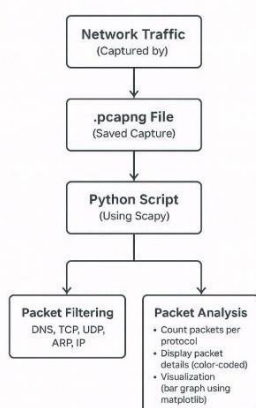 Network Traffic
(Captured by)
.pcapng File
(Saved Capture)
Python Script
(Using Scapy)
Packet Filtering
DNS, TCP, UDP,
ARP, IP
Packet Analysis
• Count packets per
protocol
• Display packet
details (color-coded)
• Visualization
(bar graph using
matplotlib)